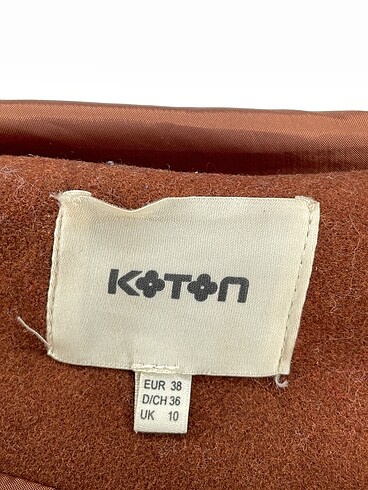 KOTON
EUR 38
D/CH 36
UK 10